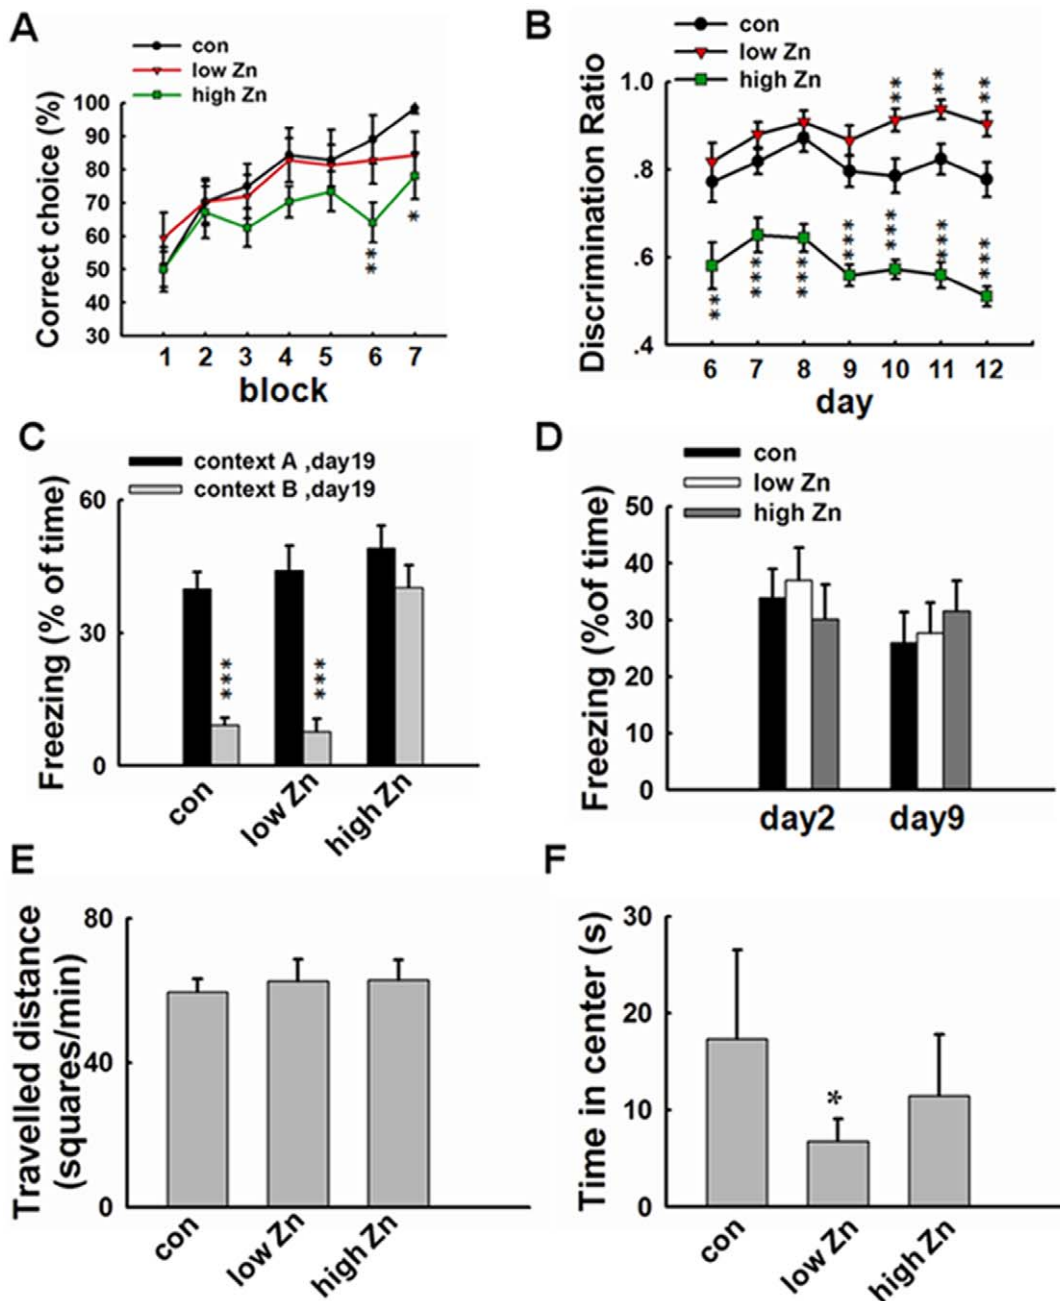 A
con
low Zn
high Zn
Correct choice (%)
100
90
80
70
60
50
40
30
**
*
1 2 3 4 5 6 7
block
B
con
low Zn
high Zn
Discrimination Ratio
1.0
.8
.6
.4
** ** **
** *** *** *** *** *** ***
6 7 8 9 10 11 12
day
C
context A ,day19
context B ,day19
Freezing (% of time)
60
30
0
*** ***
con low Zn high Zn
D
con
low Zn
high Zn
Freezing (%of time)
50
40
30
20
10
0
day2 day9
E
Travelled distance
(squares/min)
80
40
0
con low Zn high Zn
F
Time in center (s)
30
20
10
0
*
con low Zn high Zn